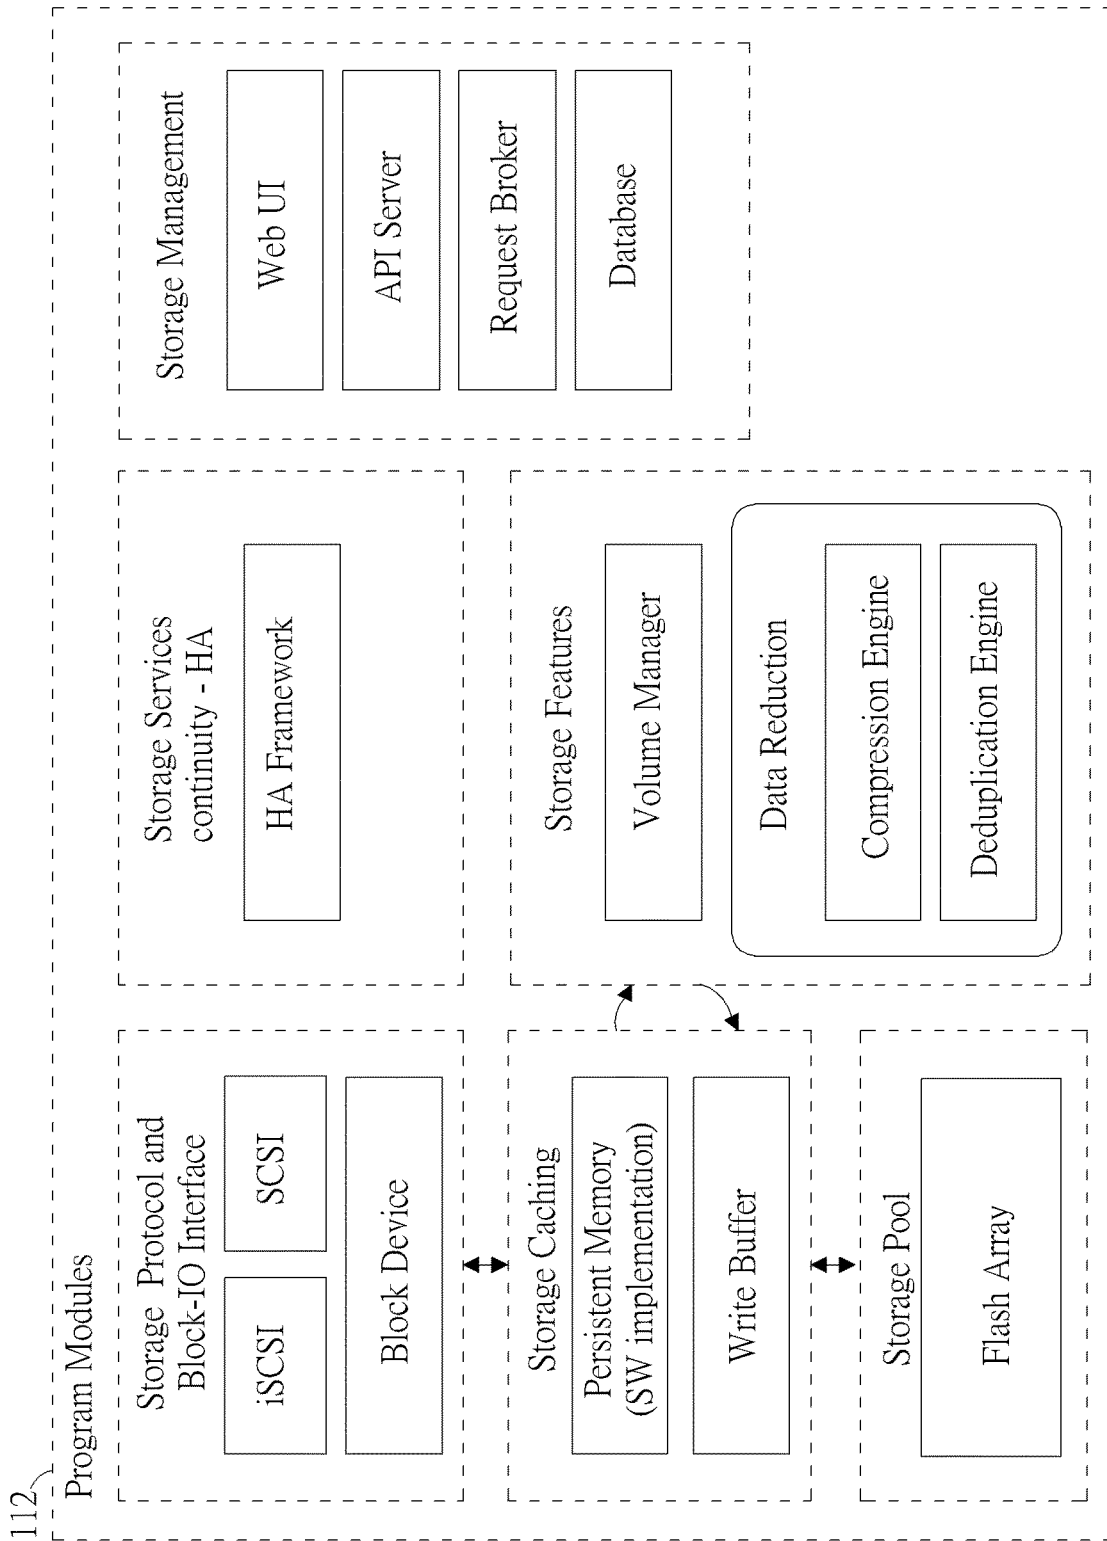 112
Program Modules
Storage Protocol and
Block-IO Interface
iSCSI
SCSI
Block Device
Storage Caching
Persistent Memory
(SW implementation)
Write Buffer
Storage Pool
Flash Array
Storage Services
continuity - HA
HA Framework
Storage Features
Volume Manager
Data Reduction
Compression Engine
Deduplication Engine
Storage Management
Web UI
API Server
Request Broker
Database